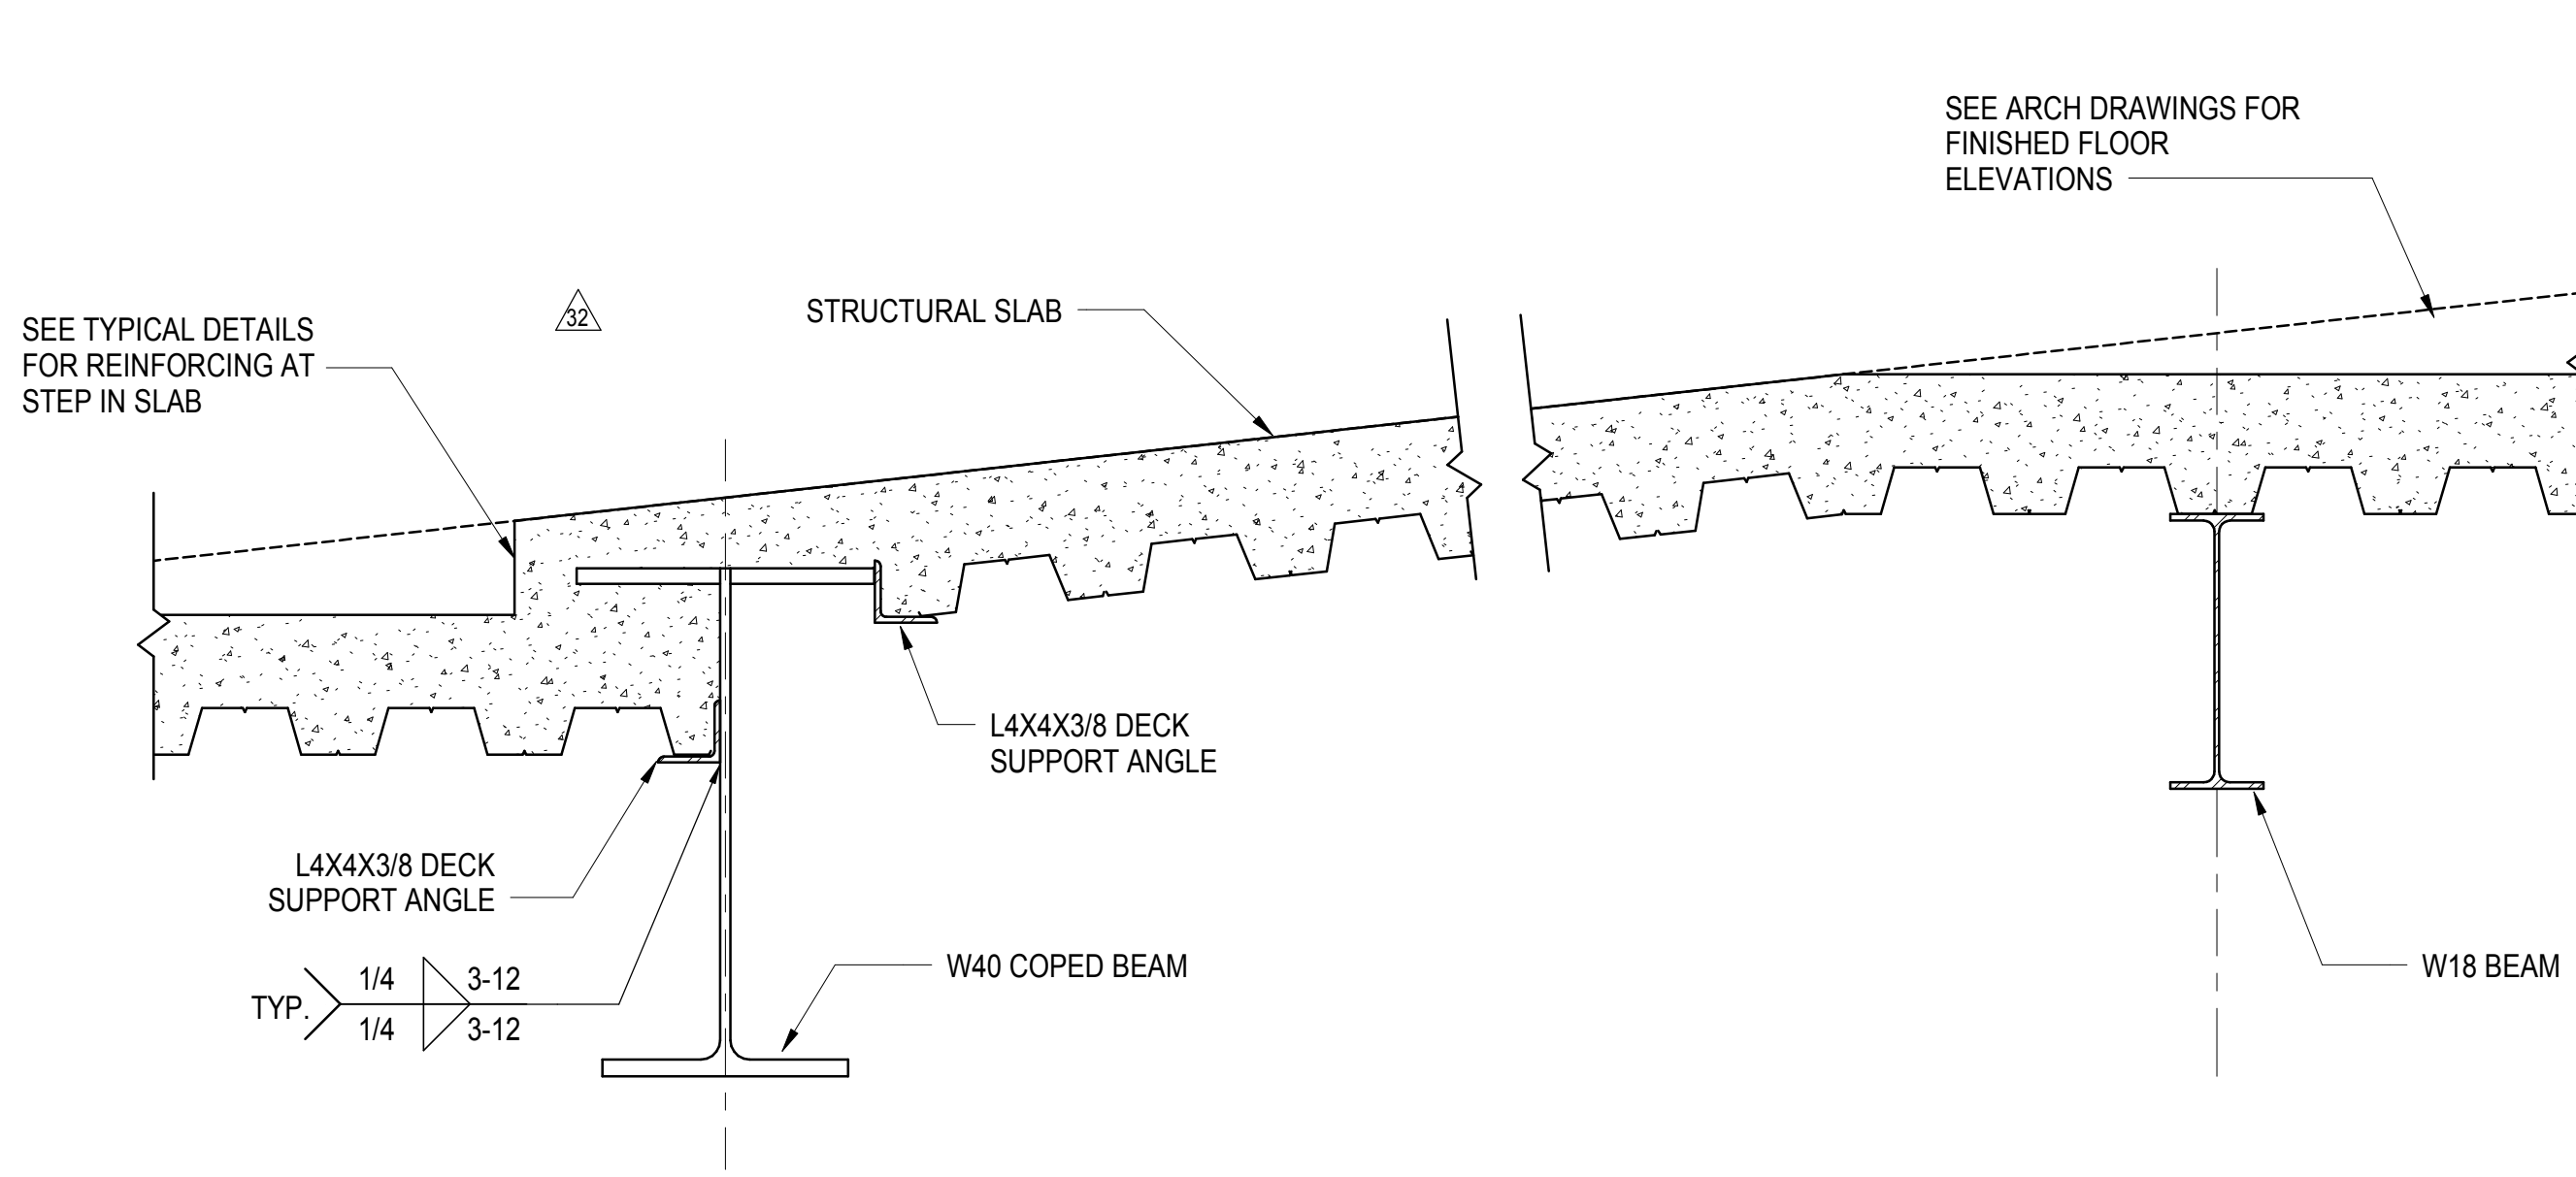 SEE ARCH DRAWINGS FOR
FINISHED FLOOR
ELEVATIONS
SEE TYPICAL DETAILS
FOR REINFORCING AT
STEP IN SLAB
32
STRUCTURAL SLAB
L4X4X3/8 DECK
SUPPORT ANGLE
L4X4X3/8 DECK
SUPPORT ANGLE
W40 COPED BEAM
W18 BEAM
TYP.
1/4 3-12
1/4 3-12